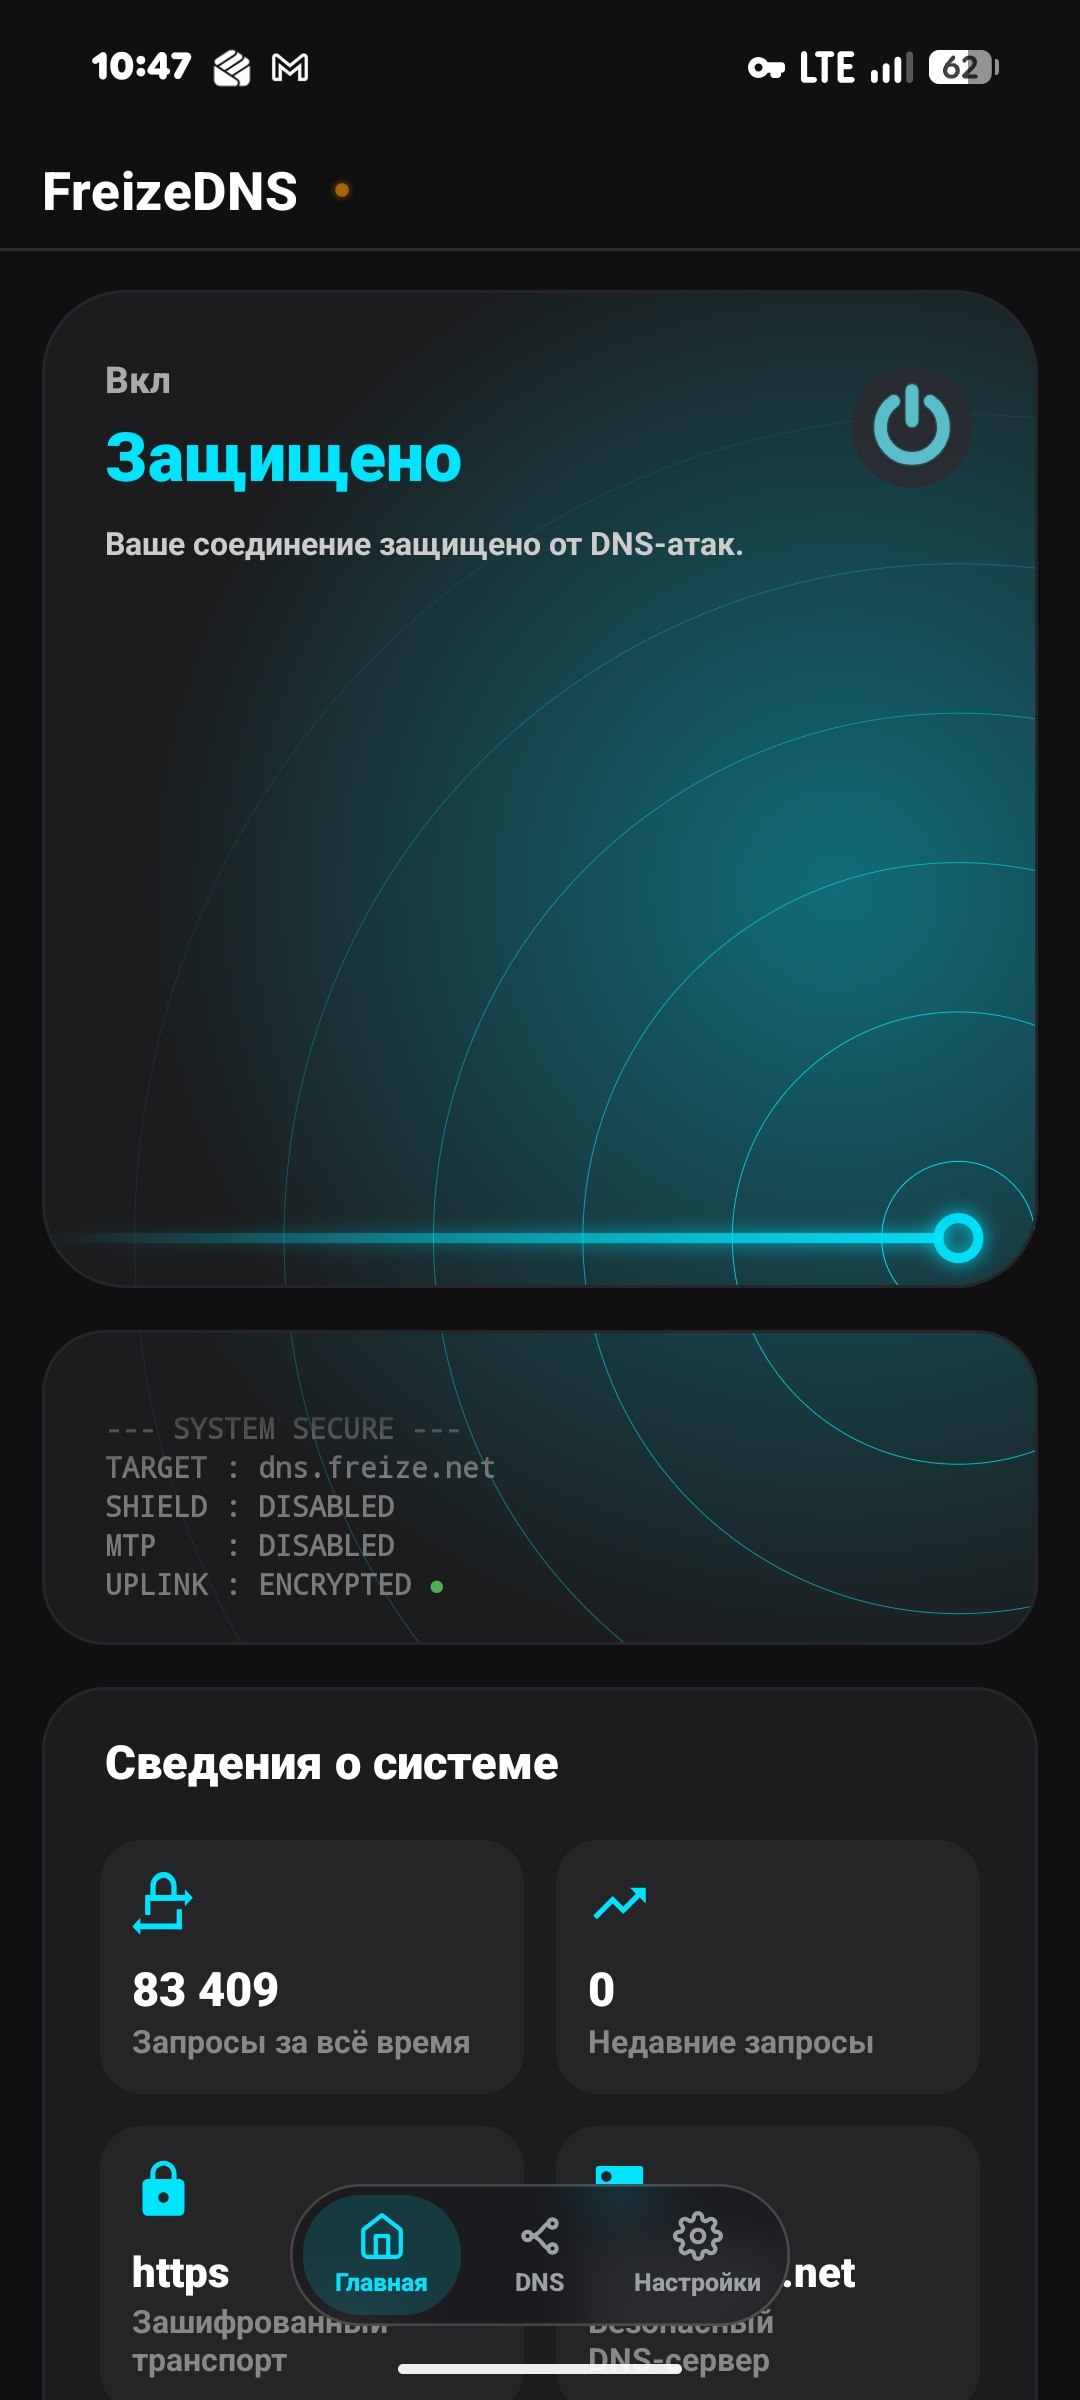 10:47
LTE
62
FreizeDNS
Вкл
Защищено
Ваше соединение защищено от DNS-атак.
--- SYSTEM SECURE ---
TARGET : dns.freize.net
SHIELD : DISABLED
MTP : DISABLED
UPLINK : ENCRYPTED
Сведения о системе
83 409
Запросы за всё время
0
Недавние запросы
https
Зашифрованный
транспорт
.net
Безопасный
DNS-сервер
Главная
DNS
Настройки